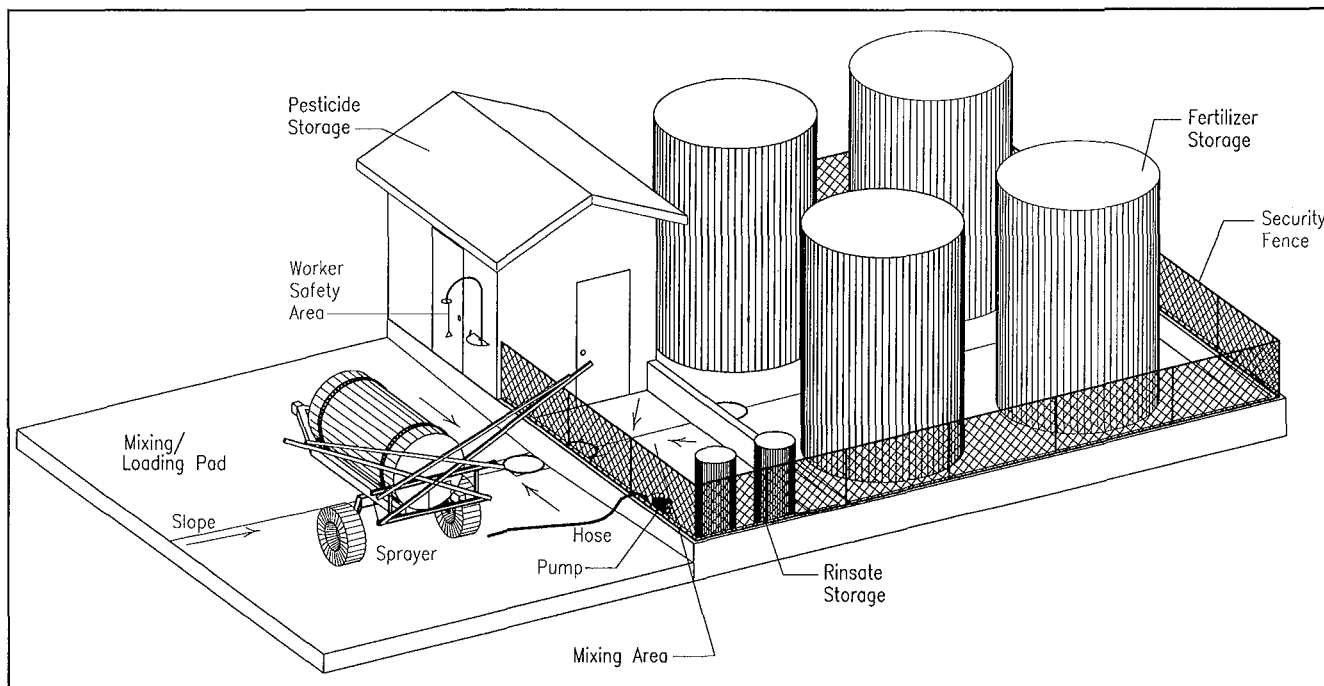 Pesticide
Storage
Fertilizer
Storage
Security
Fence
Worker
Safety
Area
Mixing/
Loading Pad
Slope
Sprayer
Hose
Pump
Rinsate
Storage
Mixing Area